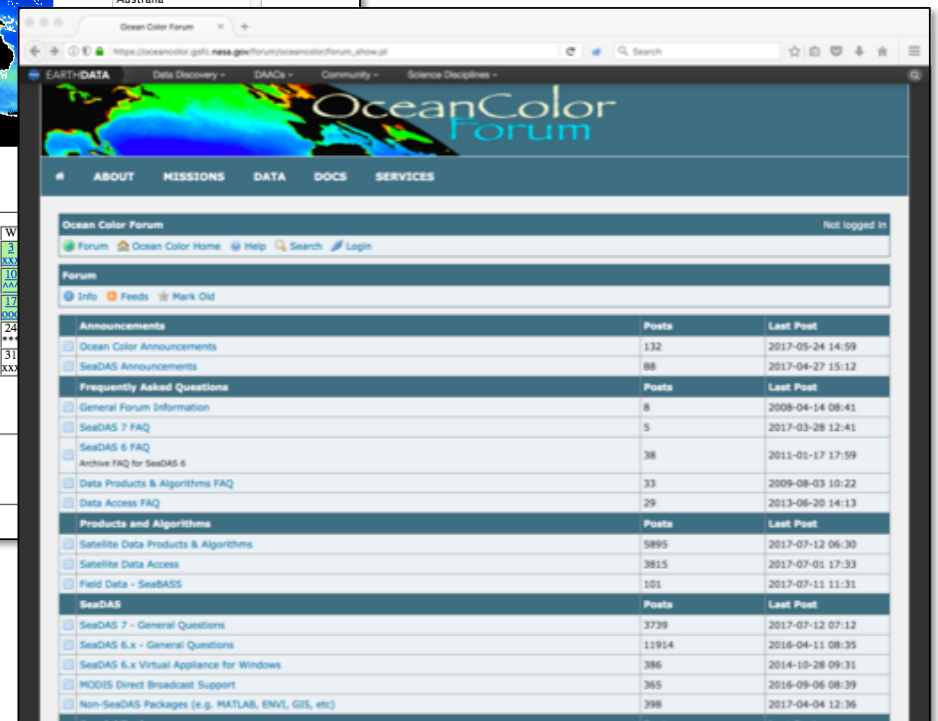 Australia
Ocean Color Forum × +
https://oceancolor.gsfc.nasa.gov/forum/oceancolor/forum_show.pl
Search
EARTHDATA Data Discovery DAACs Community Science Disciplines
OceanColor
Forum
ABOUT MISSIONS DATA DOCS SERVICES
Ocean Color Forum Not logged in
Forum Ocean Color Home Help Search Login
Forum
Info Feeds Mark Old
Announcements Posts Last Post
Ocean Color Announcements 132 2017-05-24 14:59
SeaDAS Announcements 88 2017-04-27 15:12
Frequently Asked Questions Posts Last Post
General Forum Information 8 2008-04-14 08:41
SeaDAS 7 FAQ 5 2017-03-28 12:41
SeaDAS 6 FAQ 38 2011-01-17 17:59
Archive FAQ for SeaDAS 6
Data Products & Algorithms FAQ 33 2009-08-03 10:22
Data Access FAQ 29 2013-06-20 14:13
Products and Algorithms Posts Last Post
Satellite Data Products & Algorithms 5895 2017-07-12 06:30
Satellite Data Access 3815 2017-07-01 17:33
Field Data - SeaBASS 101 2017-07-11 11:31
SeaDAS Posts Last Post
SeaDAS 7 - General Questions 3739 2017-07-12 07:12
SeaDAS 6.x - General Questions 11914 2016-04-11 08:35
SeaDAS 6.x Virtual Appliance for Windows 386 2014-10-28 09:31
MODIS Direct Broadcast Support 365 2016-09-06 08:39
Non-SeaDAS Packages (e.g. MATLAB, ENVI, GIS, etc) 398 2017-04-04 12:36
W
3
xxx
10
^^^
17
ooo
24
***
31
xxx